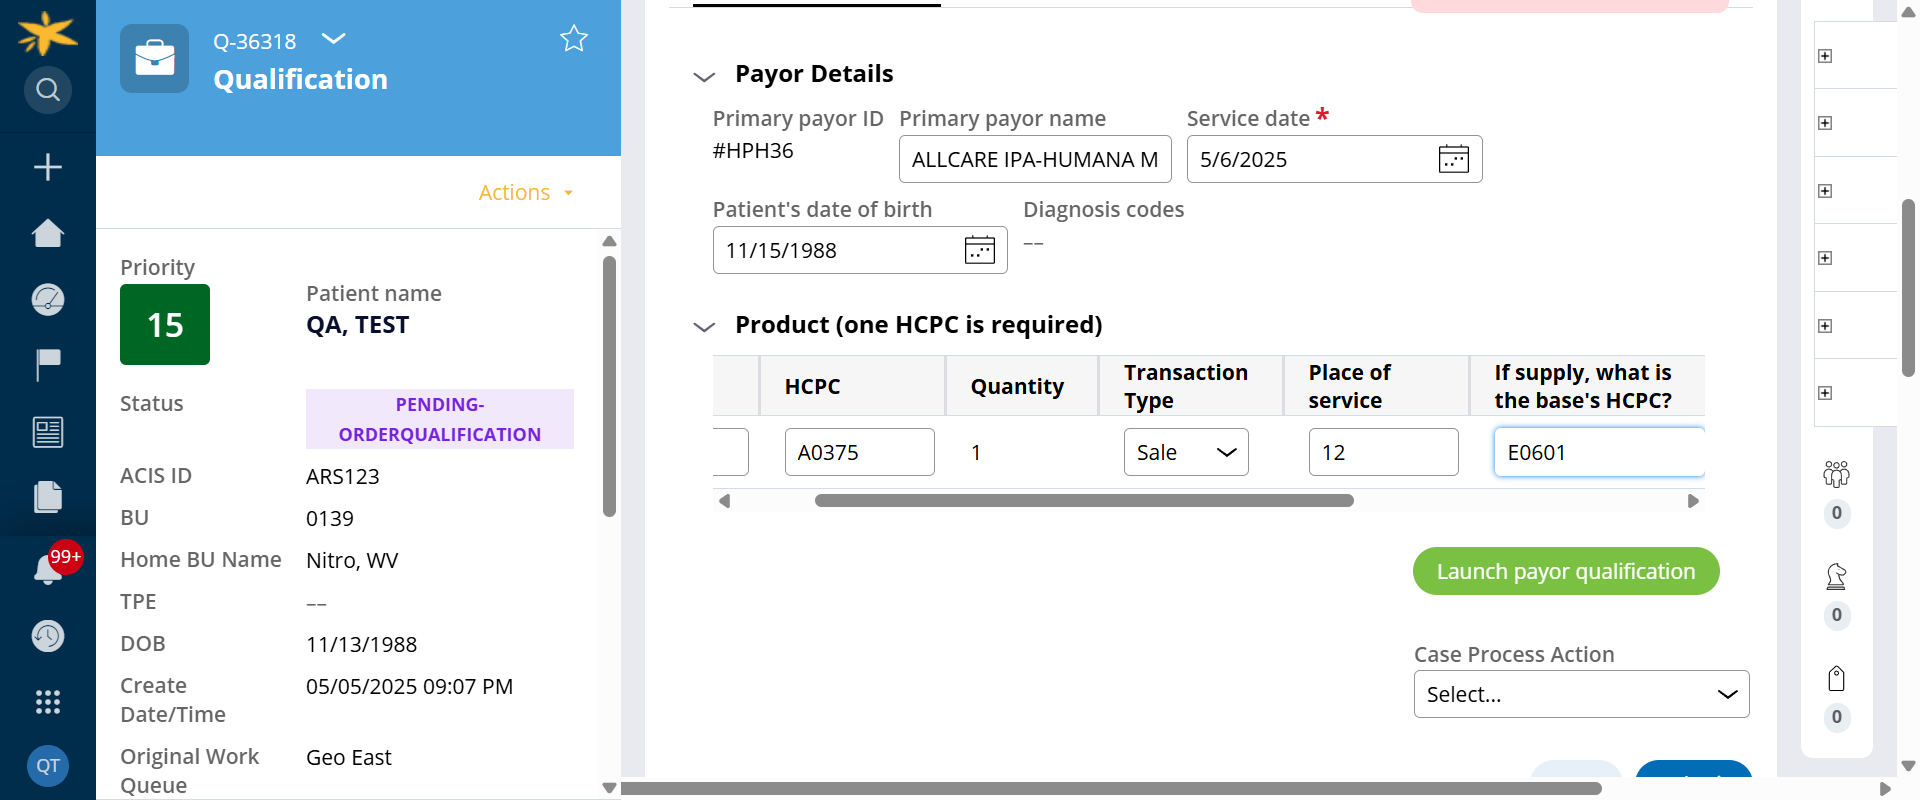 Q-36318
Qualification
Actions
Priority
15
Patient name
QA, TEST
Status
PENDING-
ORDERQUALIFICATION
ACIS ID
ARS123
BU
0139
Home BU Name
Nitro, WV
TPE
––
DOB
11/13/1988
Create
Date/Time
05/05/2025 09:07 PM
Original Work
Queue
Geo East
99+
QT
Payor Details
Primary payor ID
#HPH36
Primary payor name
ALLCARE IPA-HUMANA M
Service date *
5/6/2025
Patient's date of birth
11/15/1988
Diagnosis codes
––
Product (one HCPC is required)
HCPC
Quantity
Transaction
Type
Place of
service
If supply, what is
the base's HCPC?
A0375
1
Sale
12
E0601
Launch payor qualification
Case Process Action
Select...
0
0
0